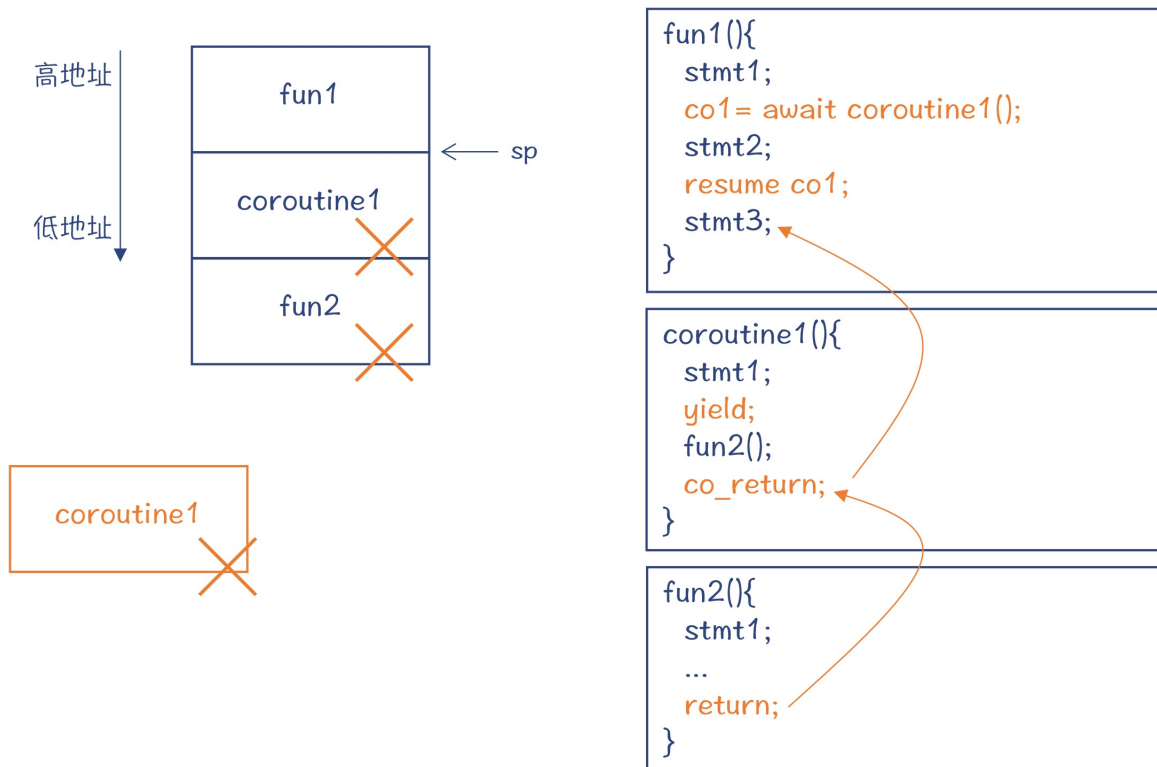 高地址
低地址
fun1
sp
coroutine1
fun2
coroutine1
fun1(){
stmt1;
co1= await coroutine1();
stmt2;
resume co1;
stmt3;
}
coroutine1(){
stmt1;
yield;
fun2();
co_return;
}
fun2(){
stmt1;
...
return;
}